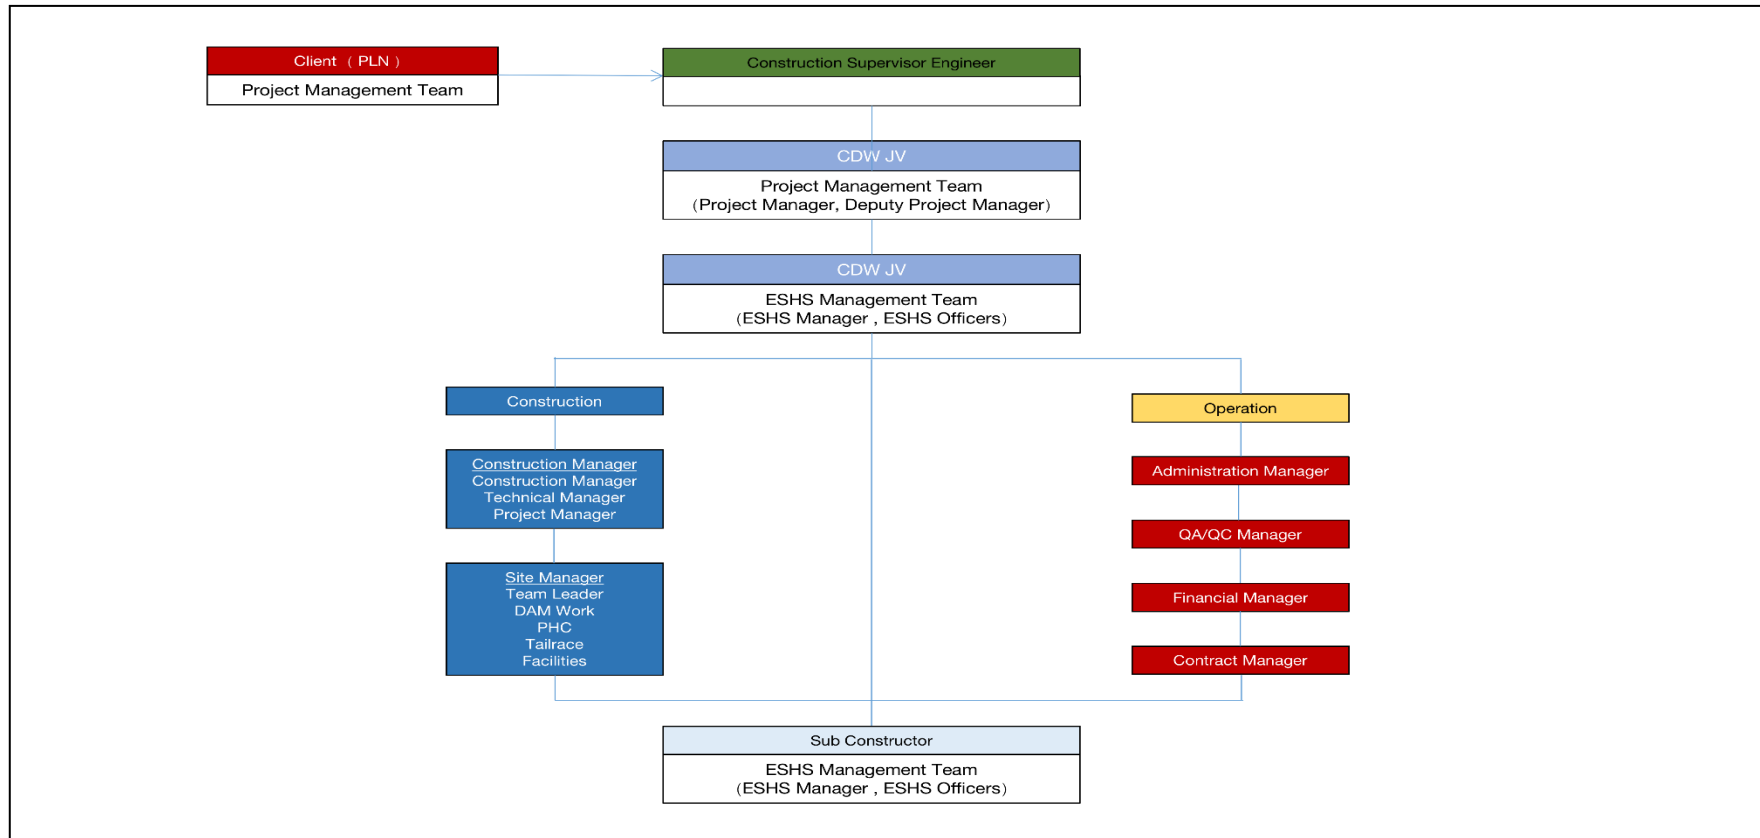 Client （ PLN ）
Project Management Team
Construction Supervisor Engineer
CDW JV
Project Management Team
（Project Manager, Deputy Project Manager）
CDW JV
ESHS Management Team
（ESHS Manager , ESHS Officers）
Construction
Construction Manager
Construction Manager
Technical Manager
Project Manager
Site Manager
Team Leader
DAM Work
PHC
Tailrace
Facilities
Operation
Administration Manager
QA/QC Manager
Financial Manager
Contract Manager
Sub Constructor
ESHS Management Team
（ESHS Manager , ESHS Officers）